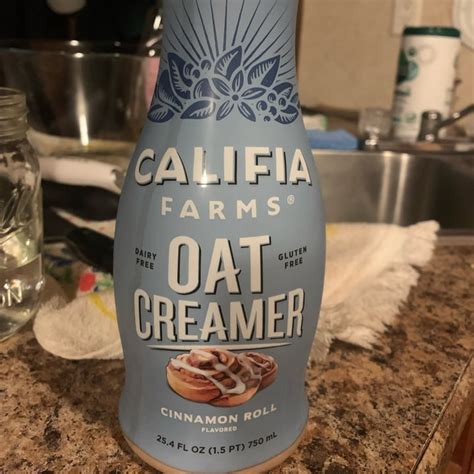 CALIFIA
FARMS®
DAIRY
FREE
OAT
GLUTEN
FREE
CREAMER
CINNAMON ROLL
FLAVORED
25.4 FL OZ (1.5 PT) 750 mL